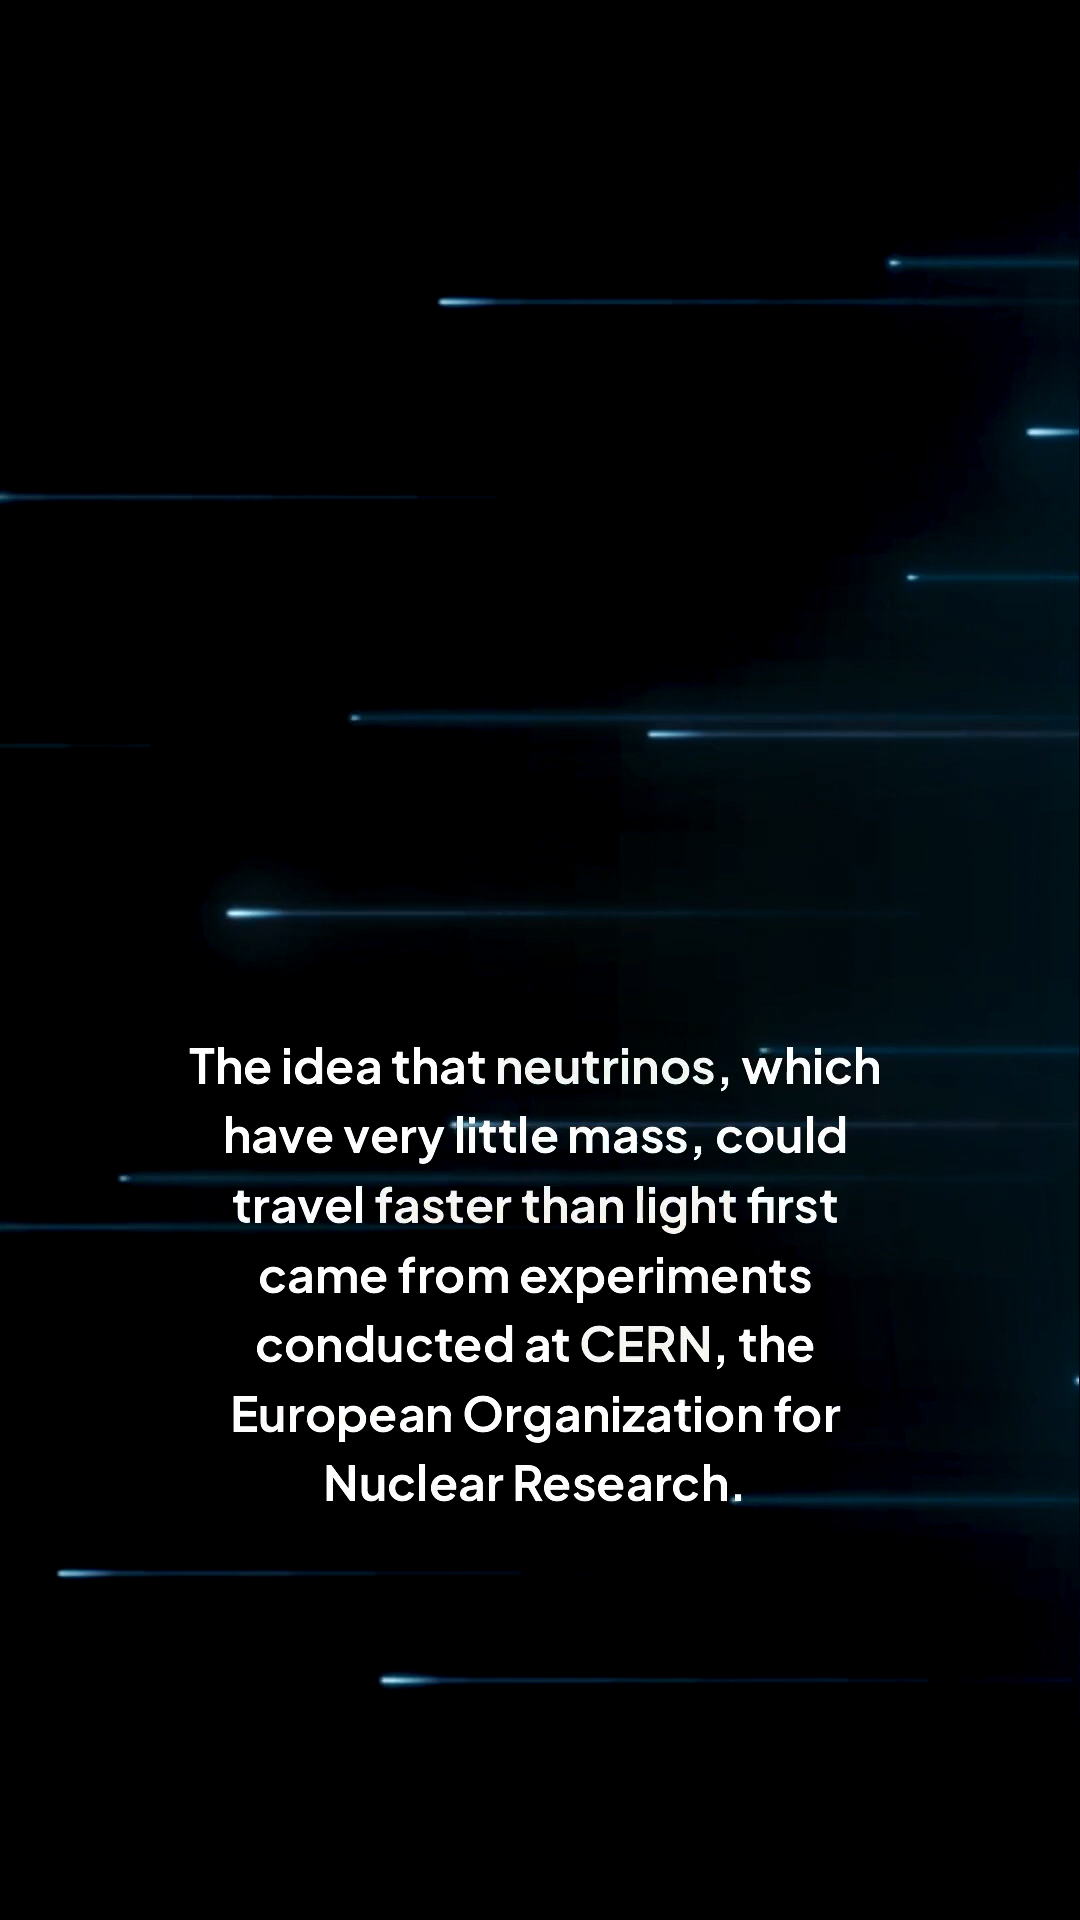 The idea that neutrinos, which
have very little mass, could
travel faster than light first
came from experiments
conducted at CERN, the
European Organization for
Nuclear Research.